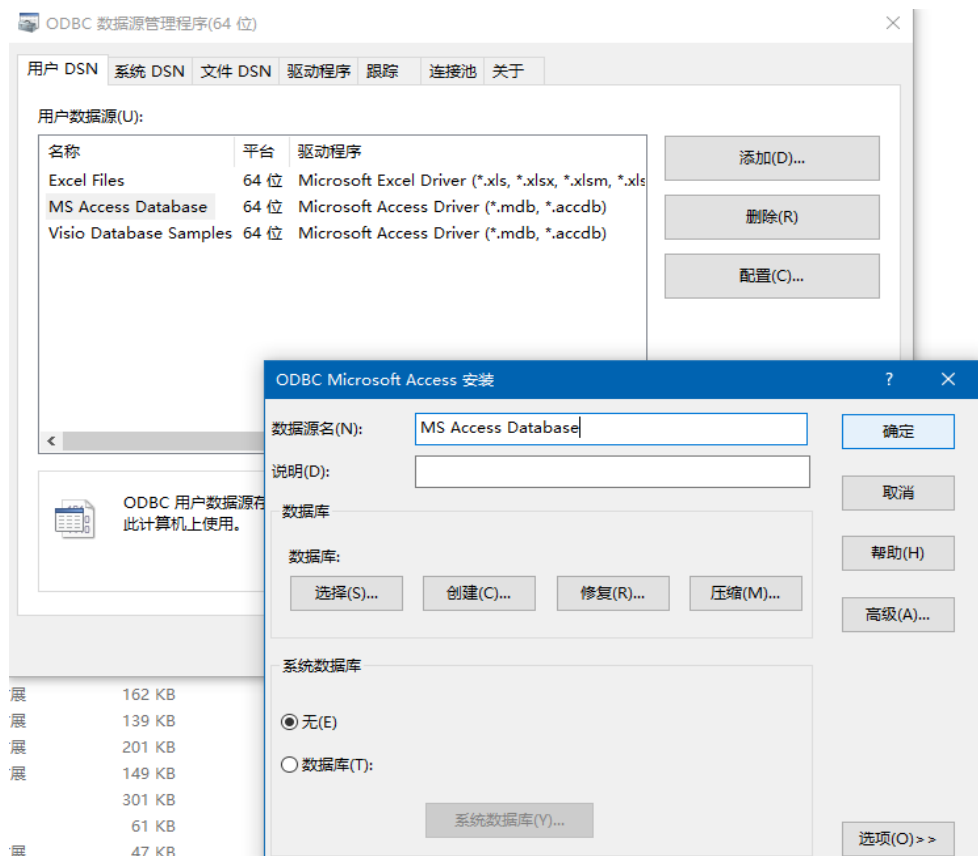 ODBC 数据源管理程序(64 位)
用户 DSN 系统 DSN 文件 DSN 驱动程序 跟踪 连接池 关于
用户数据源(U):
名称 平台 驱动程序
Excel Files 64 位 Microsoft Excel Driver (*.xls, *.xlsx, *.xlsm, *.xls
MS Access Database 64 位 Microsoft Access Driver (*.mdb, *.accdb)
Visio Database Samples 64 位 Microsoft Access Driver (*.mdb, *.accdb)
添加(D)...
删除(R)
配置(C)...
ODBC 用户数据源存
此计算机上使用。
ODBC Microsoft Access 安装
数据源名(N): MS Access Database
说明(D):
数据库
数据库:
选择(S)... 创建(C)... 修复(R)... 压缩(M)...
系统数据库
无(E)
数据库(T):
系统数据库(Y)...
确定
取消
帮助(H)
高级(A)...
选项(O)>>
展 162 KB
展 139 KB
展 201 KB
展 149 KB
301 KB
61 KB
展 47 KB